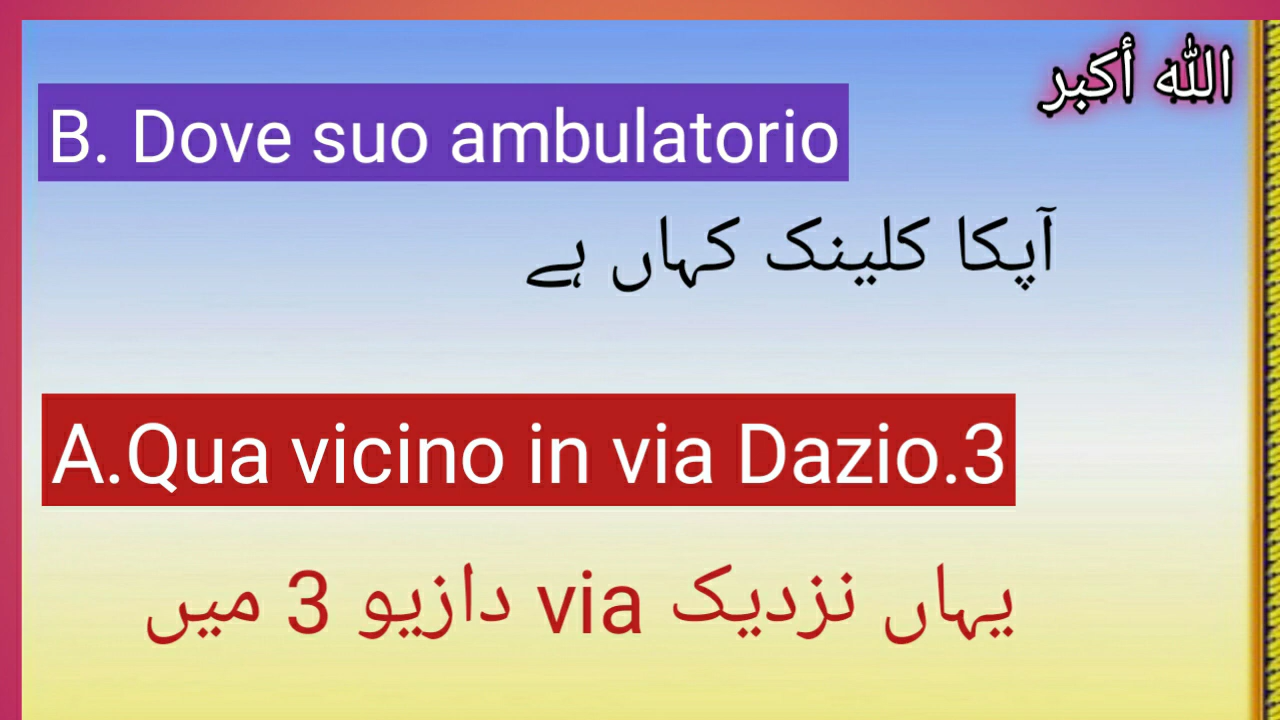 الله أكبر
B. Dove suo ambulatorio
آپکا کلینک کہاں ہے
A.Qua vicino in via Dazio.3
یہاں نزدیک via دازیو 3 میں